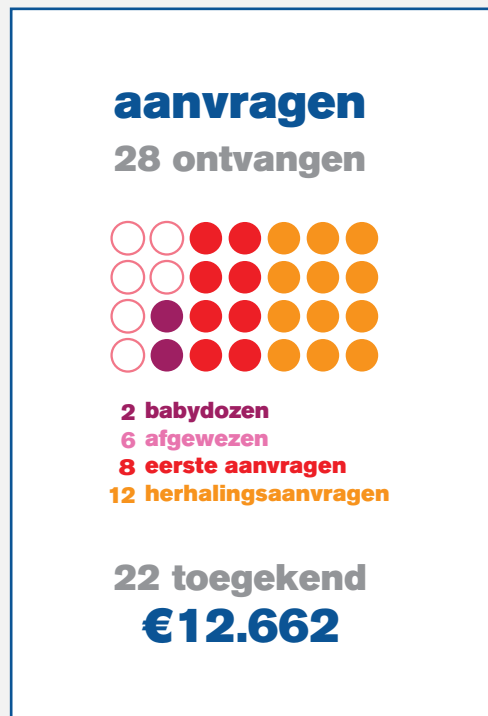 aanvragen
28 ontvangen
2 babydozen
6 afgewezen
8 eerste aanvragen
12 herhalingsaanvragen
22 toegekend
€12.662